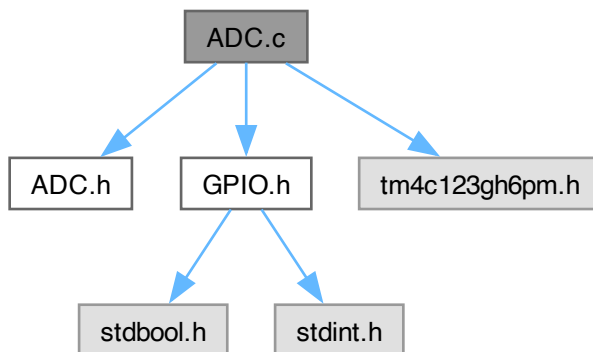 ADC.c
ADC.h
GPIO.h
tm4c123gh6pm.h
stdbool.h
stdint.h